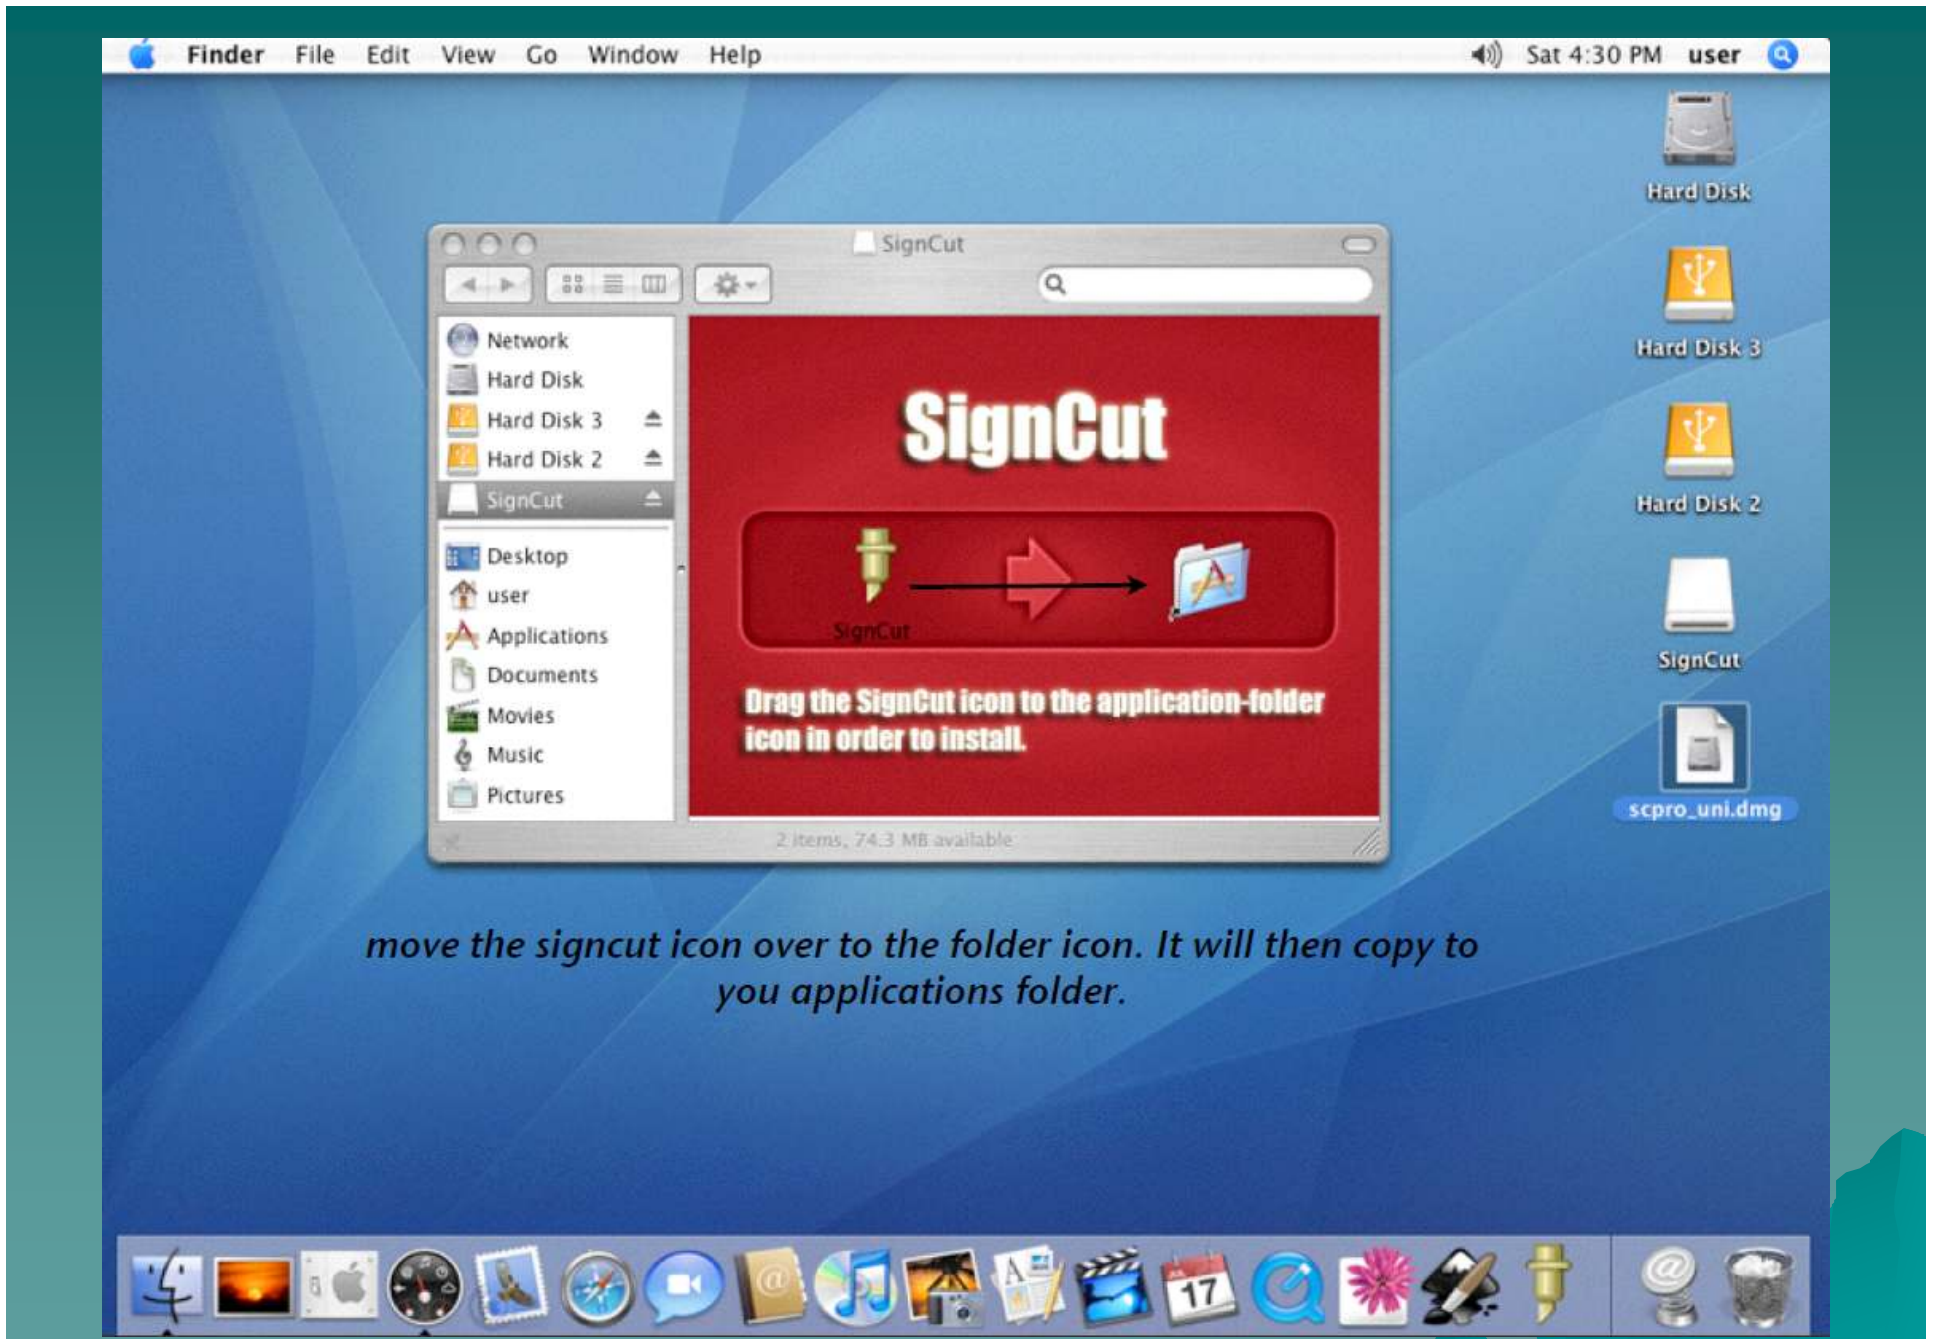 Finder File Edit View Go Window Help Sat 4:30 PM user
Hard Disk
Hard Disk 3
Hard Disk 2
SignCut
scpro_uni.dmg
SignCut
Network
Hard Disk
Hard Disk 3
Hard Disk 2
SignCut
Desktop
user
Applications
Documents
Movies
Music
Pictures
SignCut
SignCut
Drag the SignCut icon to the application-folder
icon in order to install.
2 items, 74.3 MB available
move the signcut icon over to the folder icon. It will then copy to
you applications folder.
17